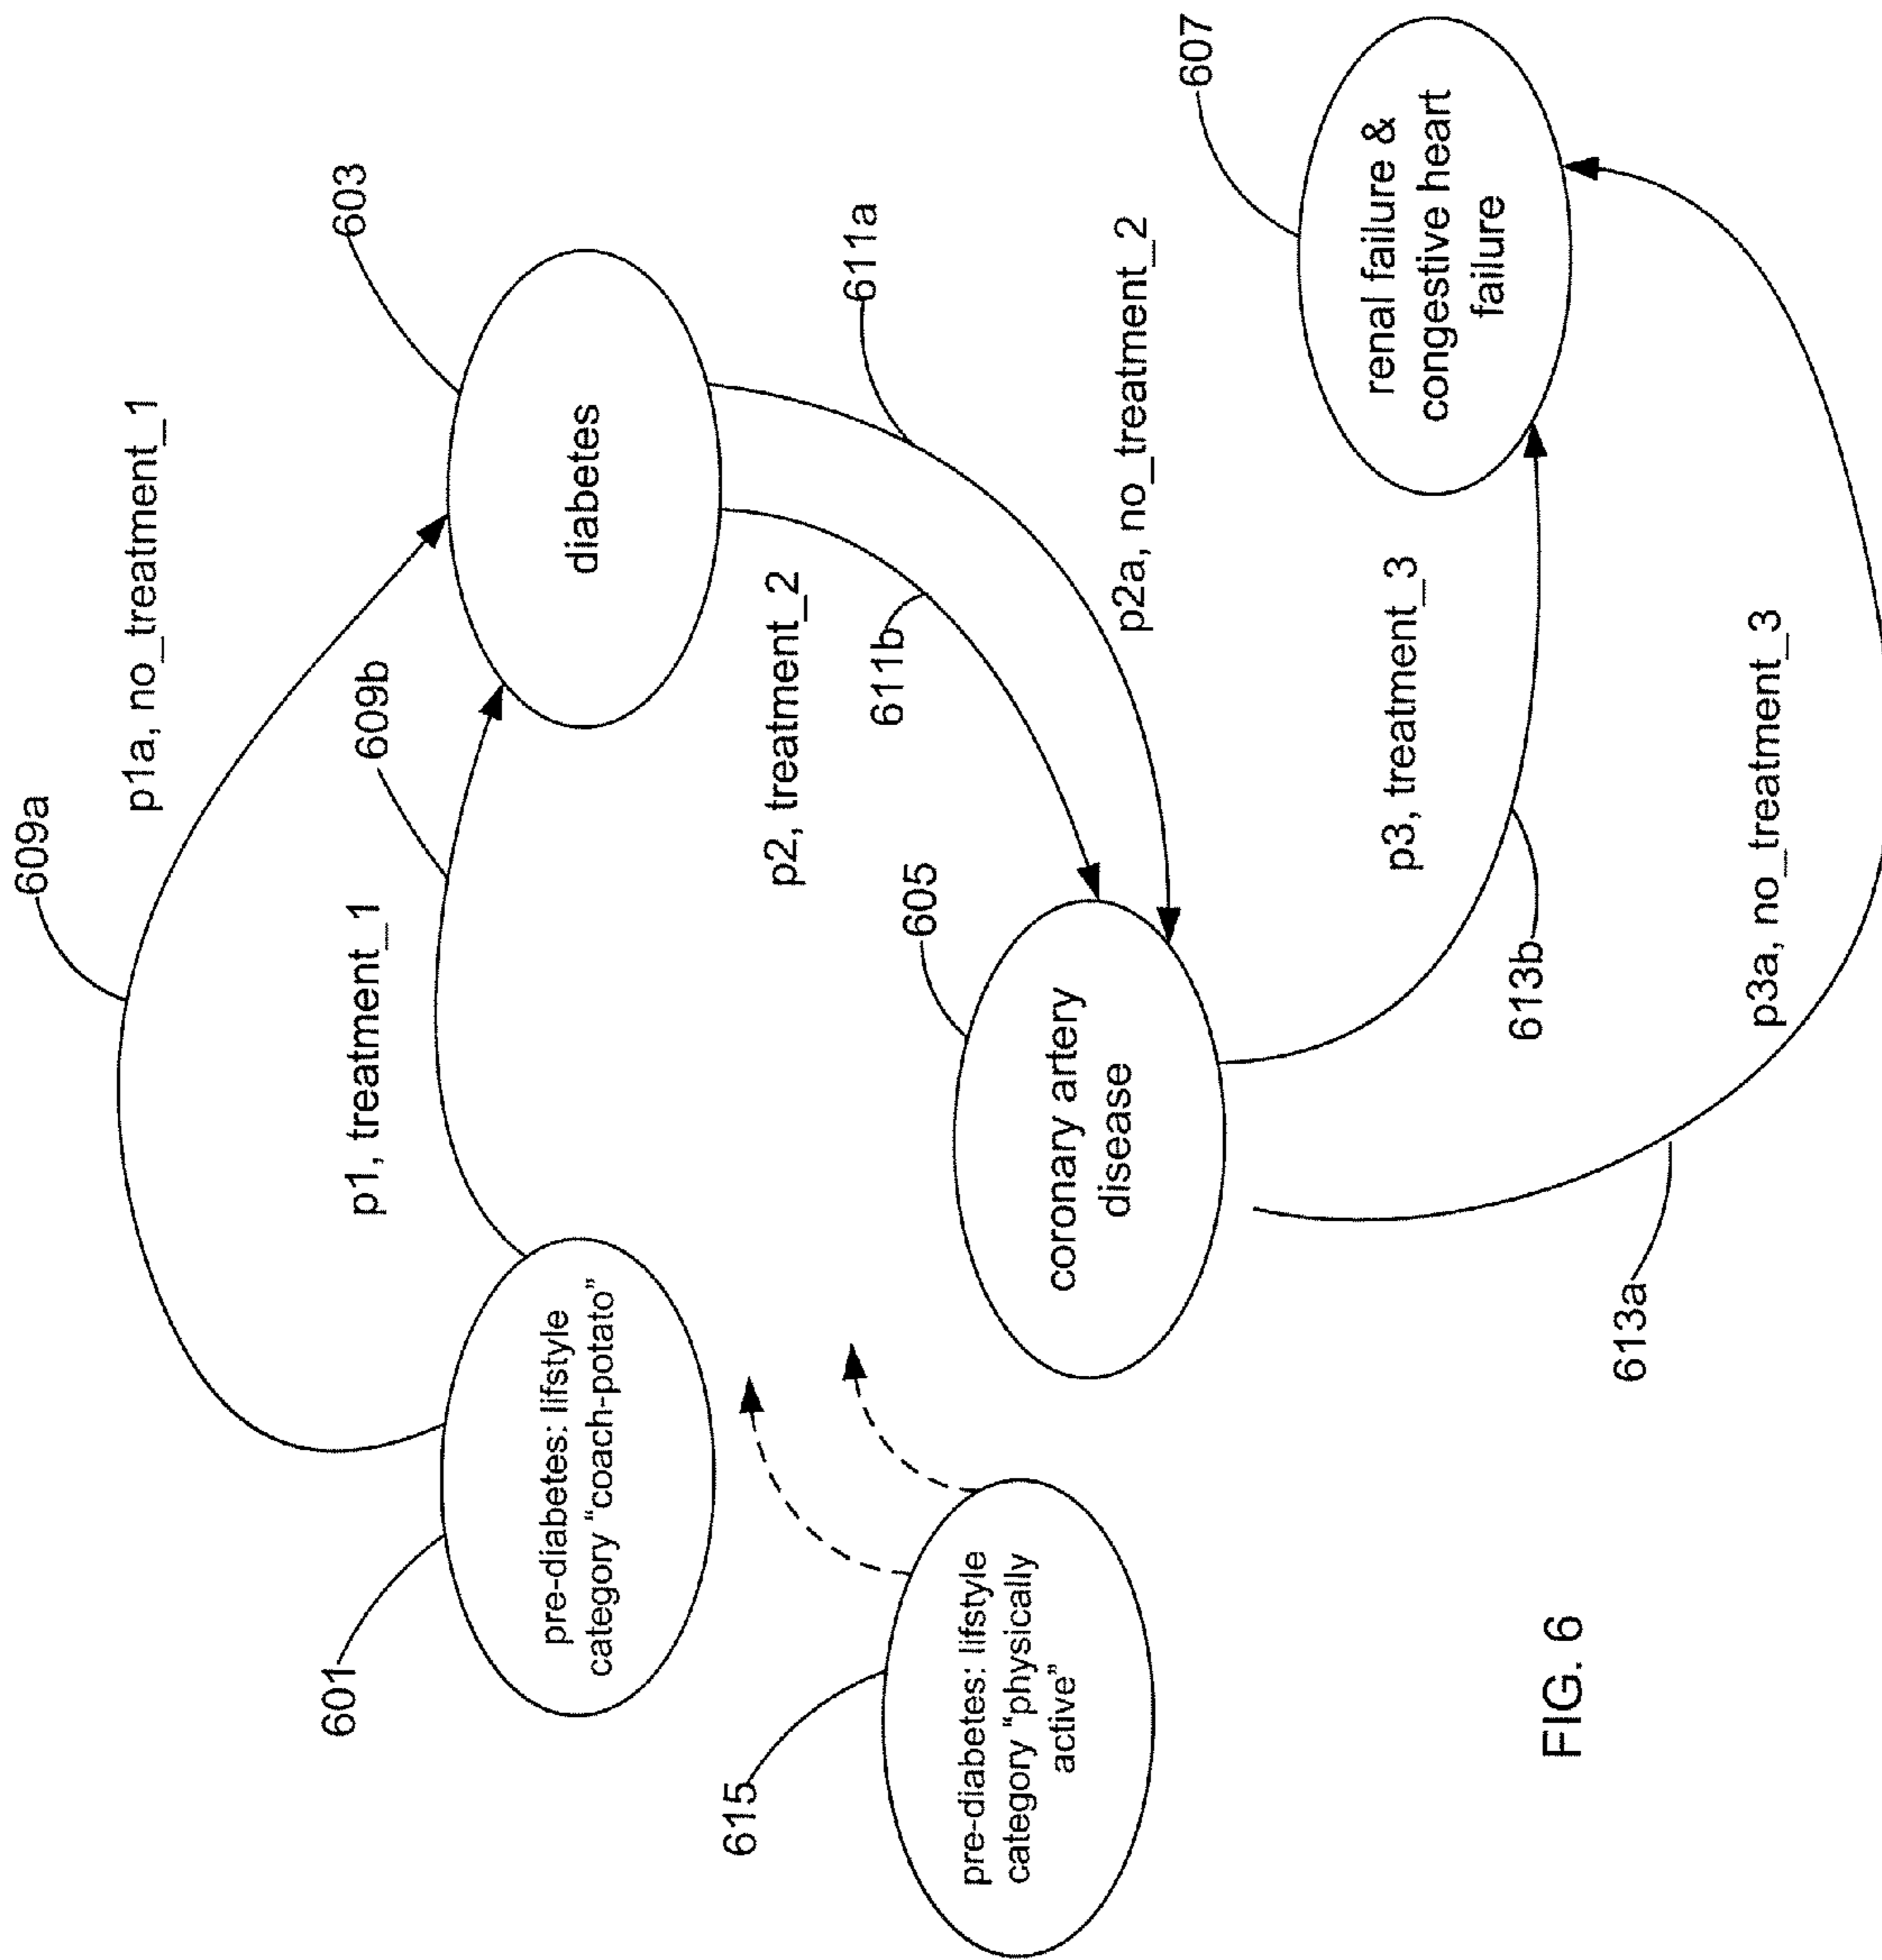 609a
p1a, no_treatment_1
603
609b
p1, treatment_1
601
pre-diabetes: lifstyle
category “coach-potato”
diabetes
611a
p2, treatment_2
611b
p2a, no_treatment_2
607
615
pre-diabetes: lifstyle
category “physically
active”
605
coronary artery
disease
renal failure &
congestive heart
failure
p3, treatment_3
613b
613a
p3a, no_treatment_3
FIG. 6